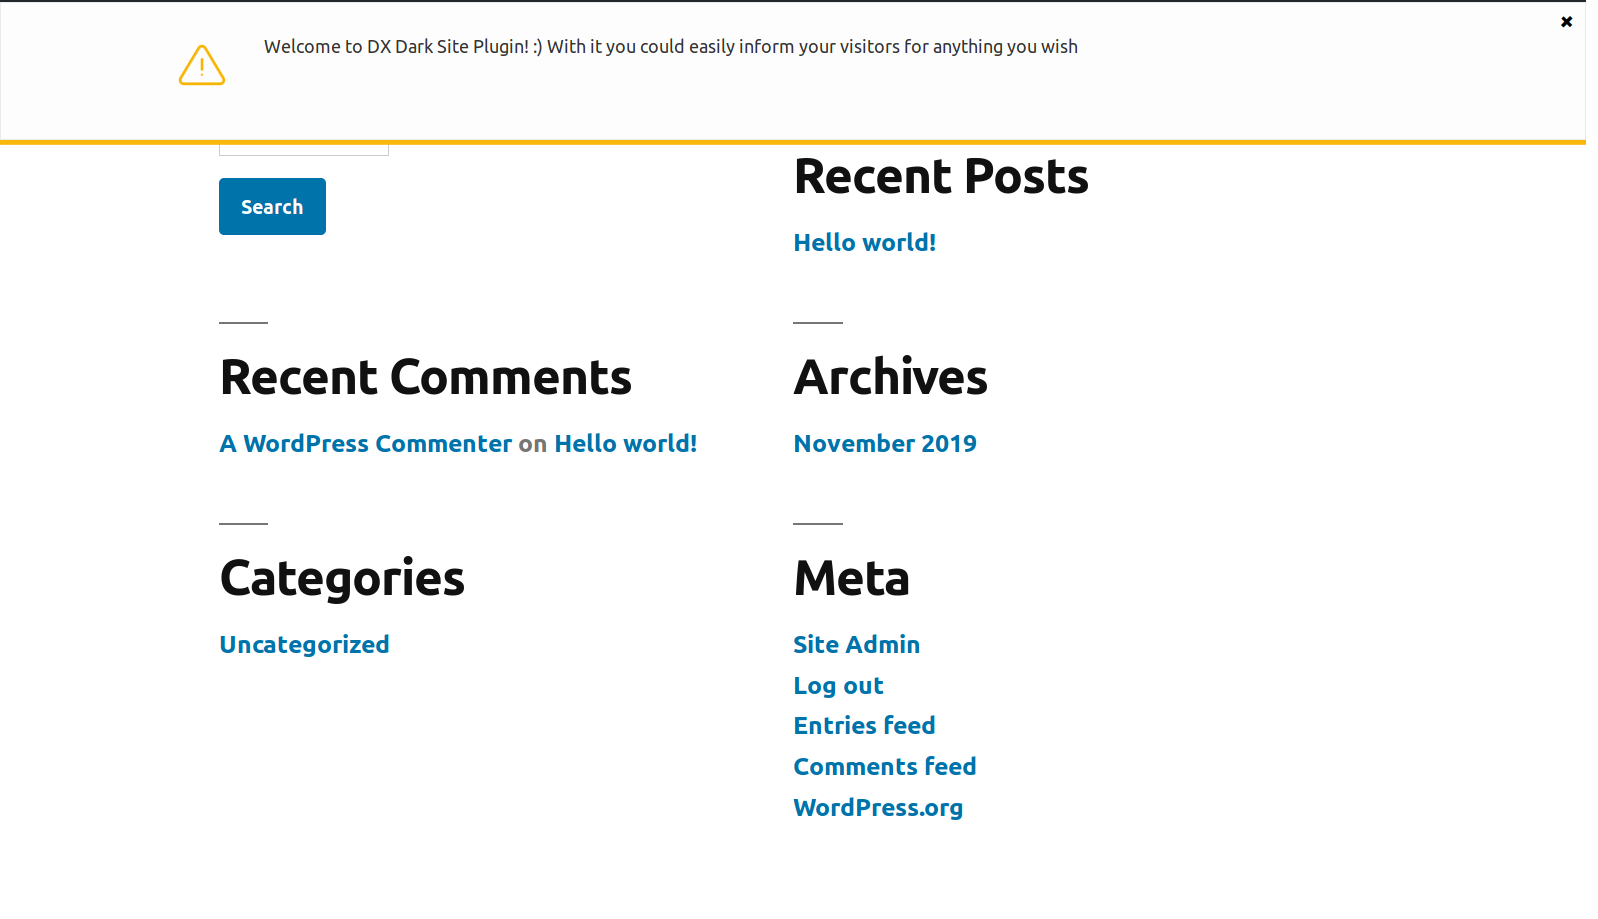 Welcome to DX Dark Site Plugin! :) With it you could easily inform your visitors for anything you wish
Search
Recent Posts
Hello world!
Recent Comments
A WordPress Commenter on Hello world!
Archives
November 2019
Categories
Uncategorized
Meta
Site Admin
Log out
Entries feed
Comments feed
WordPress.org